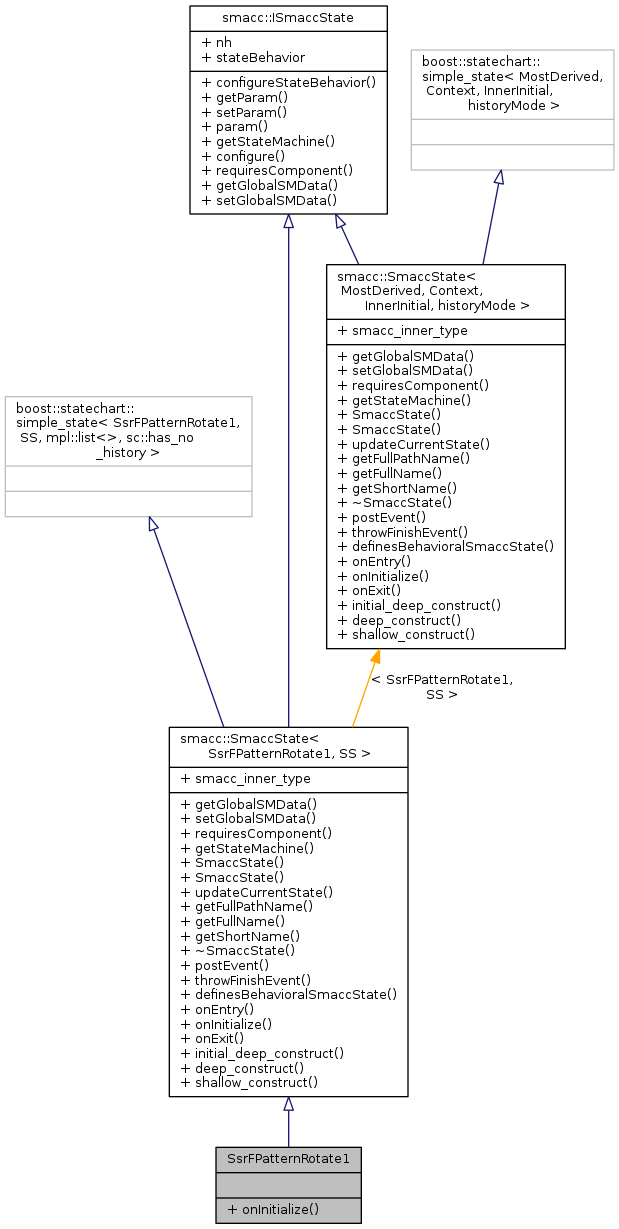 smacc::ISmaccState
+ nh
+ stateBehavior
+ configureStateBehavior()
+ getParam()
+ setParam()
+ param()
+ getStateMachine()
+ configure()
+ requiresComponent()
+ getGlobalSMData()
+ setGlobalSMData()
boost::statechart::
simple_state< MostDerived,
Context, InnerInitial,
historyMode >
smacc::SmaccState<
MostDerived, Context,
InnerInitial, historyMode >
+ smacc_inner_type
+ getGlobalSMData()
+ setGlobalSMData()
+ requiresComponent()
+ getStateMachine()
+ SmaccState()
+ SmaccState()
+ updateCurrentState()
+ getFullPathName()
+ getFullName()
+ getShortName()
+ ~SmaccState()
+ postEvent()
+ throwFinishEvent()
+ definesBehavioralSmaccState()
+ onEntry()
+ onInitialize()
+ onExit()
+ initial_deep_construct()
+ deep_construct()
+ shallow_construct()
boost::statechart::
simple_state< SsrFPatternRotate1,
SS, mpl::list<>, sc::has_no
_history >
< SsrFPatternRotate1,
SS >
smacc::SmaccState<
SsrFPatternRotate1, SS >
+ smacc_inner_type
+ getGlobalSMData()
+ setGlobalSMData()
+ requiresComponent()
+ getStateMachine()
+ SmaccState()
+ SmaccState()
+ updateCurrentState()
+ getFullPathName()
+ getFullName()
+ getShortName()
+ ~SmaccState()
+ postEvent()
+ throwFinishEvent()
+ definesBehavioralSmaccState()
+ onEntry()
+ onInitialize()
+ onExit()
+ initial_deep_construct()
+ deep_construct()
+ shallow_construct()
SsrFPatternRotate1
+ onInitialize()